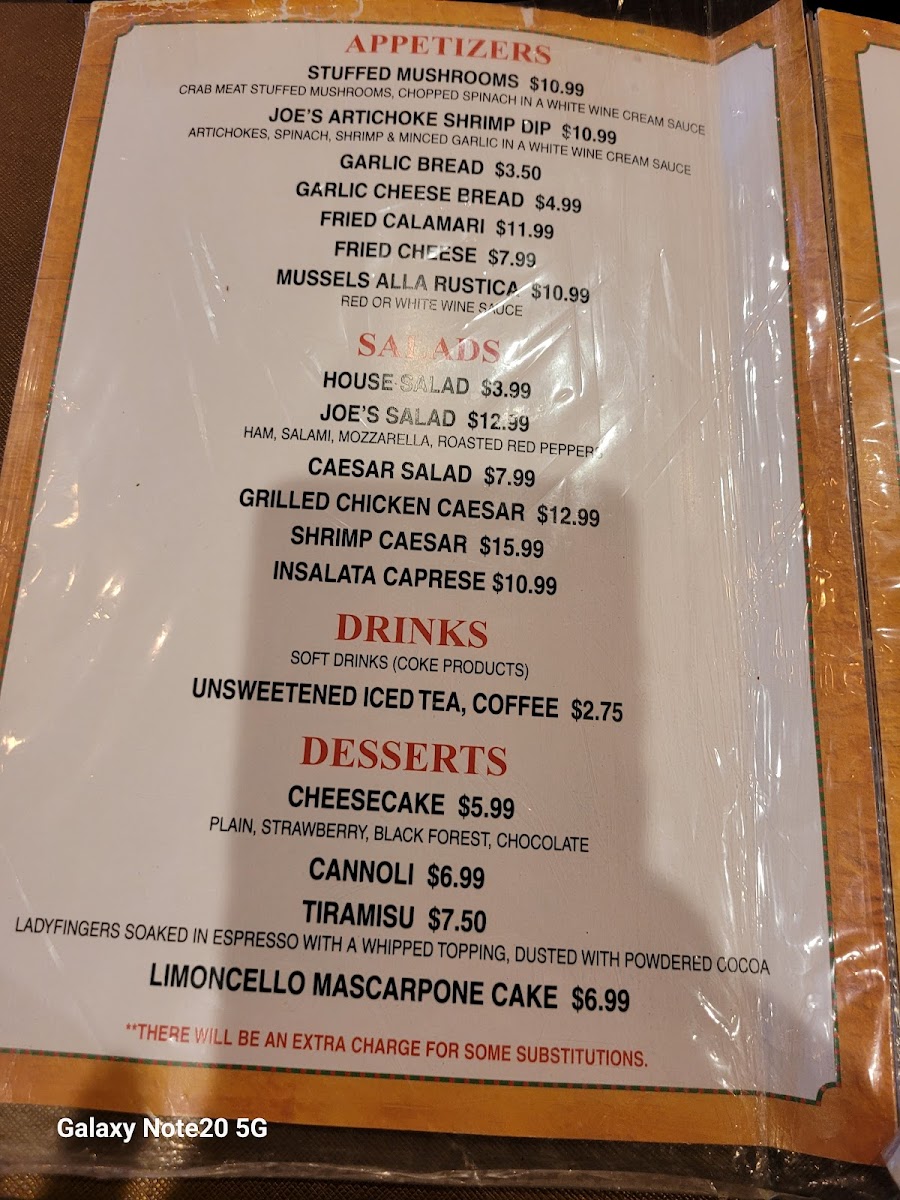 APPETIZERS
STUFFED MUSHROOMS $10.99
CRAB MEAT STUFFED MUSHROOMS, CHOPPED SPINACH IN A WHITE WINE CREAM SAUCE
JOE'S ARTICHOKE SHRIMP DIP $10.99
ARTICHOKES, SPINACH, SHRIMP & MINCED GARLIC IN A WHITE WINE CREAM SAUCE
GARLIC BREAD $3.50
GARLIC CHEESE BREAD $4.99
FRIED CALAMARI $11.99
FRIED CHEESE $7.99
MUSSELS ALLA RUSTICA $10.99
RED OR WHITE WINE SAUCE
SALADS
HOUSE SALAD $3.99
JOE'S SALAD $12.99
HAM, SALAMI, MOZZARELLA, ROASTED RED PEPPERS
CAESAR SALAD $7.99
GRILLED CHICKEN CAESAR $12.99
SHRIMP CAESAR $15.99
INSALATA CAPRESE $10.99
DRINKS
SOFT DRINKS (COKE PRODUCTS)
UNSWEETENED ICED TEA, COFFEE $2.75
DESSERTS
CHEESECAKE $5.99
PLAIN, STRAWBERRY, BLACK FOREST, CHOCOLATE
CANNOLI $6.99
TIRAMISU $7.50
LADYFINGERS SOAKED IN ESPRESSO WITH A WHIPPED TOPPING, DUSTED WITH POWDERED COCOA
LIMONCELLO MASCARPONE CAKE $6.99
**THERE WILL BE AN EXTRA CHARGE FOR SOME SUBSTITUTIONS.
Galaxy Note20 5G